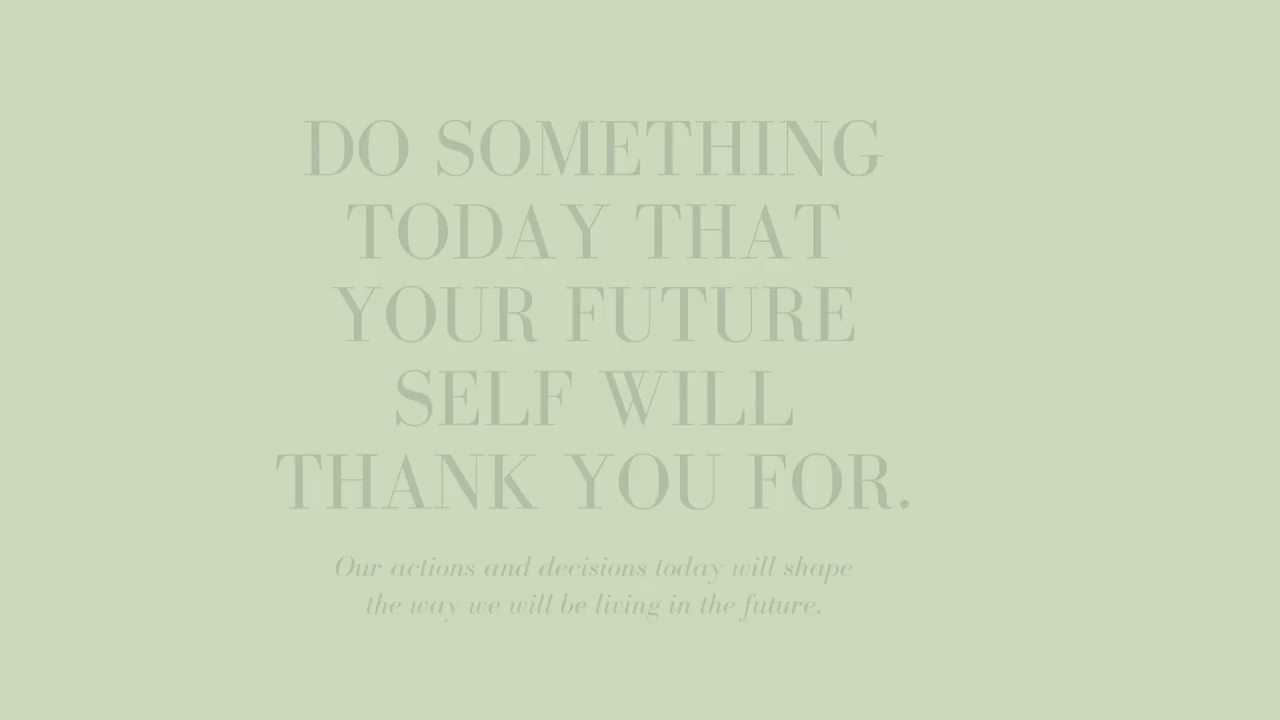 DO SOMETHING
TODAY THAT
YOUR FUTURE
SELF WILL
THANK YOU FOR.
Our actions and decisions today will shape
the way we will be living in the future.